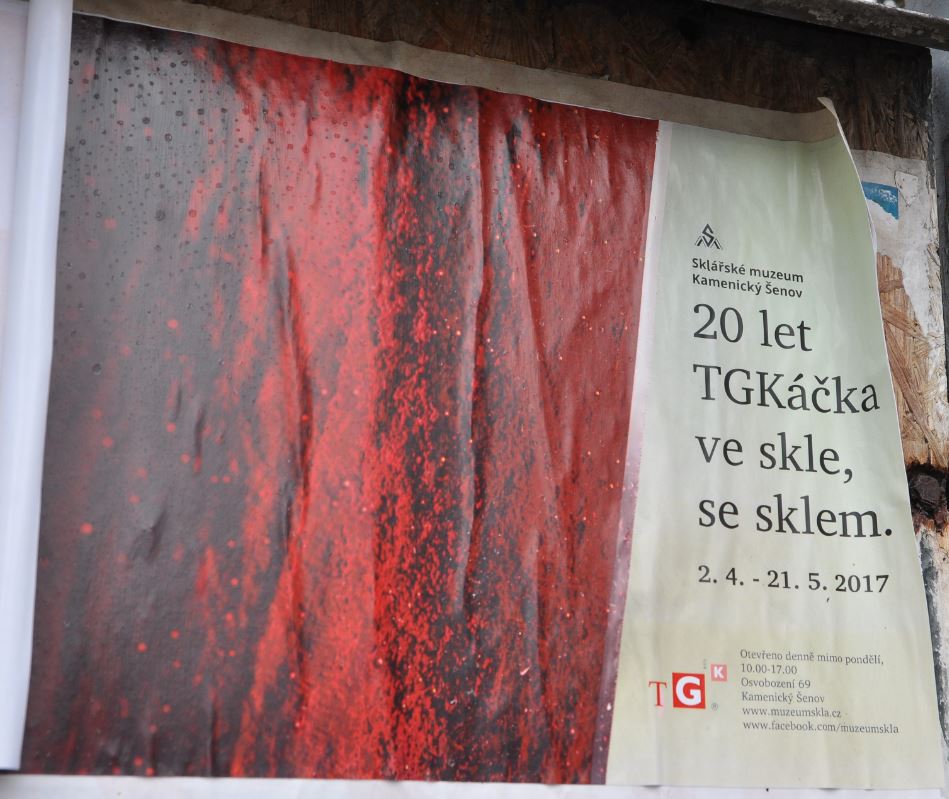 Sklářské muzeum
Kamenický Šenov
20 let
TGKáčka
ve skle,
se sklem.
2. 4. - 21. 5. 2017
TGK®
Otevřeno denně mimo pondělí,
10.00-17.00
Osvobození 69
Kamenický Šenov
www.muzeumskla.cz
www.facebook.com/muzeumskla